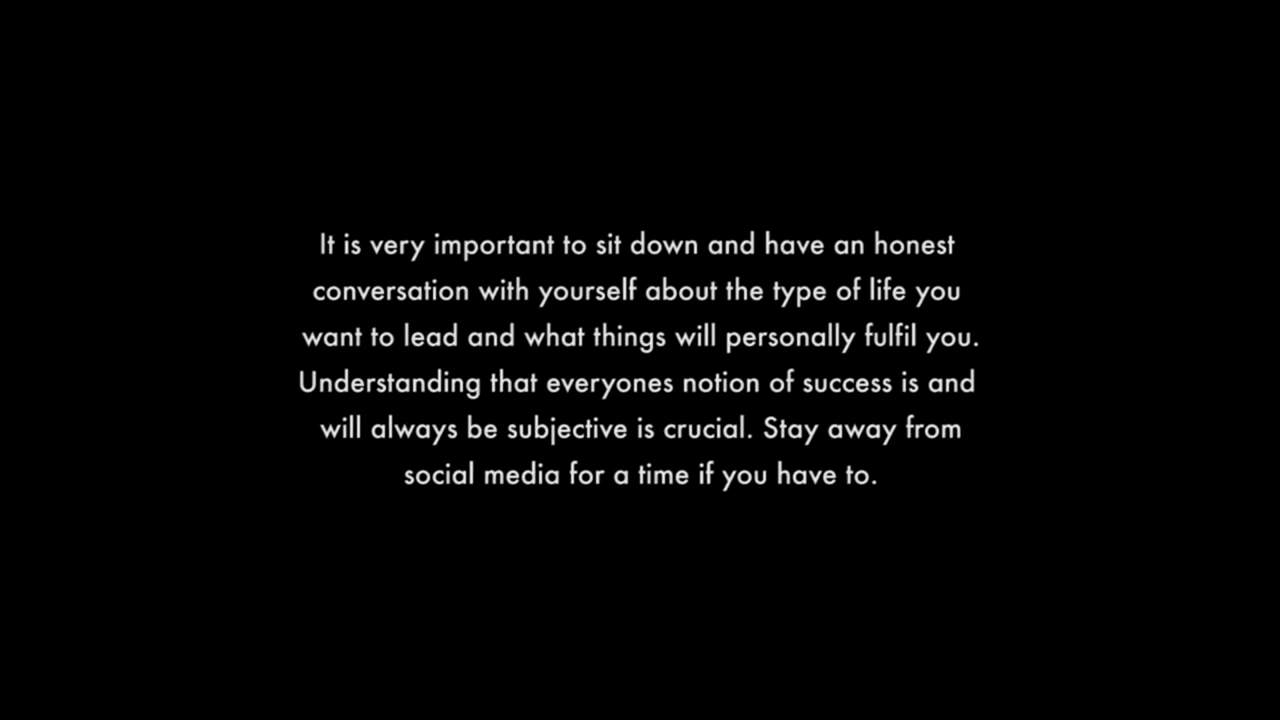 It is very important to sit down and have an honest
conversation with yourself about the type of life you
want to lead and what things will personally fulfil you.
Understanding that everyones notion of success is and
will always be subjective is crucial. Stay away from
social media for a time if you have to.